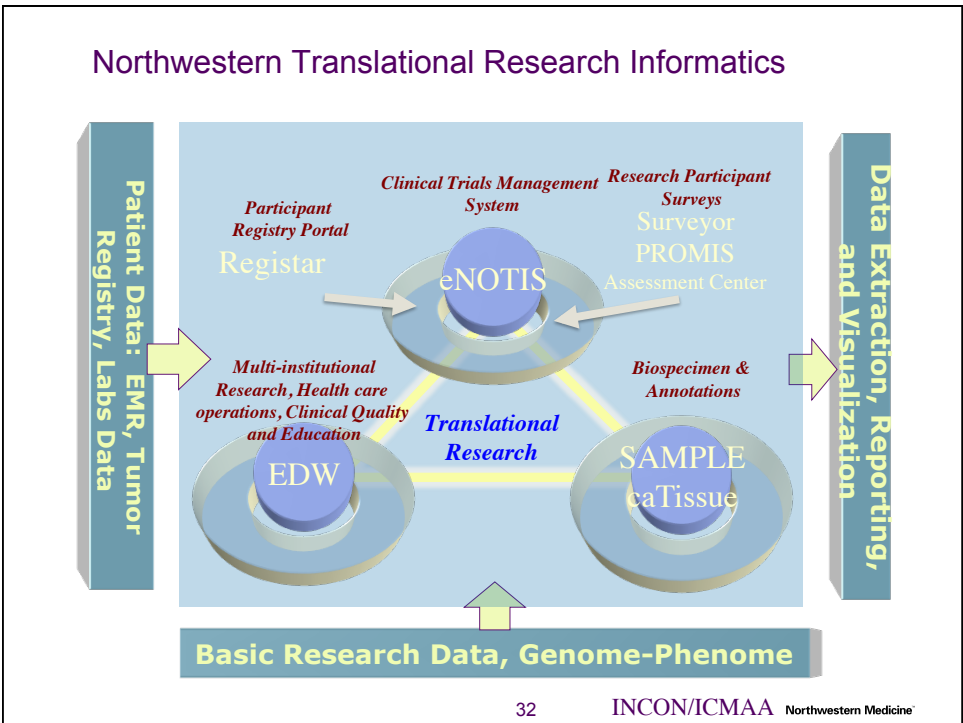 Northwestern Translational Research Informatics
Patient Data: EMR, Tumor
Registry, Labs Data
Participant
Registry Portal
Registar
Clinical Trials Management
System
eNOTIS
Research Participant
Surveys
Surveyor
PROMIS
Assessment Center
Multi-institutional
Research, Health care
operations, Clinical Quality
and Education
EDW
Translational
Research
Biospecimen &
Annotations
SAMPLE
caTissue
Data Extraction, Reporting,
and Visualization
Basic Research Data, Genome-Phenome
32
INCON/ICMAA
Northwestern Medicine